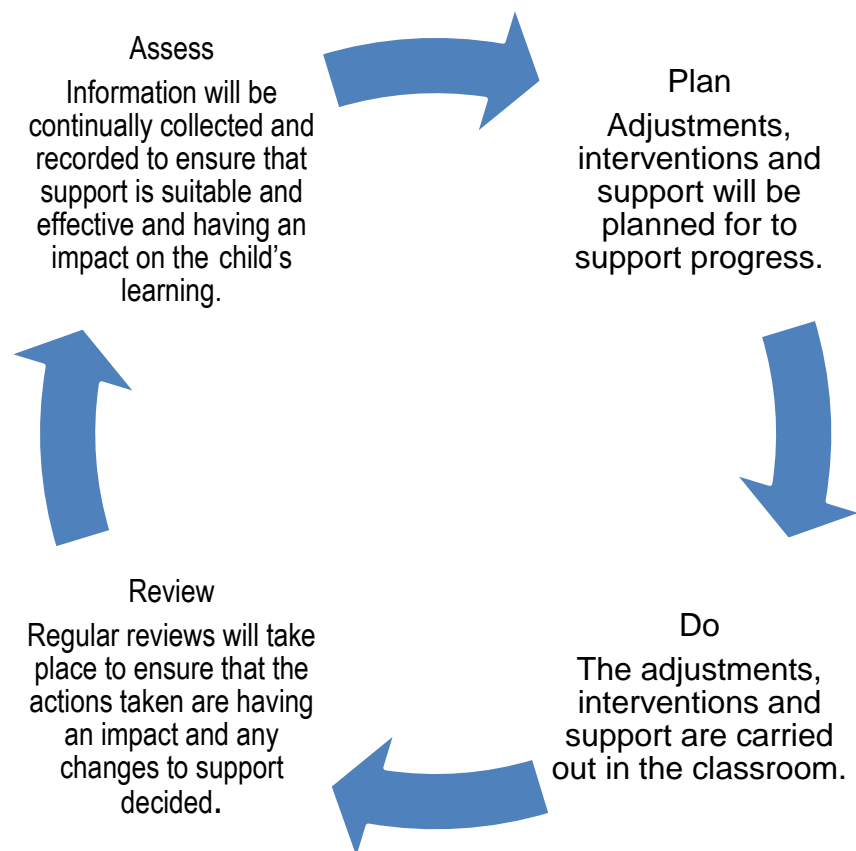 Assess
Information will be
continually collected and
recorded to ensure that
support is suitable and
effective and having an
impact on the child’s
learning.
Plan
Adjustments,
interventions and
support will be
planned for to
support progress.
Do
The adjustments,
interventions and
support are carried
out in the classroom.
Review
Regular reviews will take
place to ensure that the
actions taken are having
an impact and any
changes to support
decided.